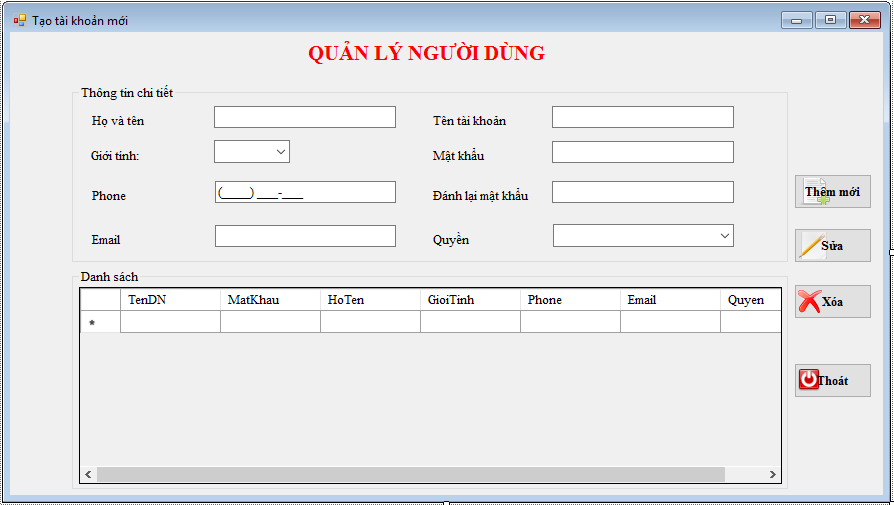 Tạo tài khoản mới
QUẢN LÝ NGƯỜI DÙNG
Thông tin chi tiết
Họ và tên
Tên tài khoản
Giới tính:
Mật khẩu
Phone
(____) ___-___
Đánh lại mật khẩu
Email
Quyền
Thêm mới
Sửa
Xóa
Thoát
Danh sách
TenDN MatKhau HoTen GioiTinh Phone Email Quyen
*